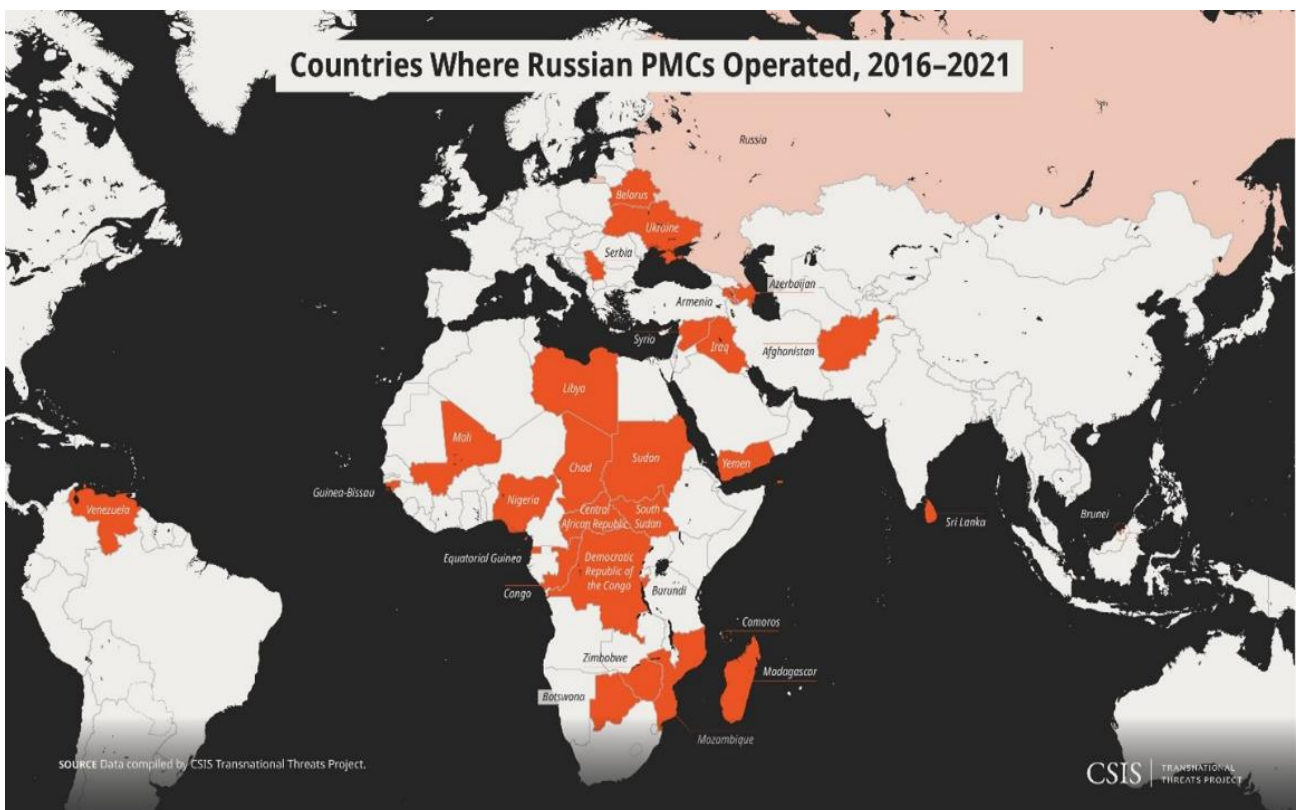 Countries Where Russian PMCs Operated, 2016–2021
Russia
Belarus
Ukraine
Serbia
Azerbaijan
Armenia
Syria
Iraq
Afghanistan
Libya
Mali
Chad
Sudan
Yemen
Guinea-Bissau
Nigeria
Venezuela
Central
African Republic
South
Sudan
Sri Lanka
Brunei
Equatorial Guinea
Democratic
Republic of
the Congo
Congo
Burundi
Comoros
Zimbabwe
Madagascar
Botswana
Mozambique
SOURCE Data compiled by CSIS Transnational Threats Project.
CSIS
TRANSNATIONAL
THREATS PROJECT